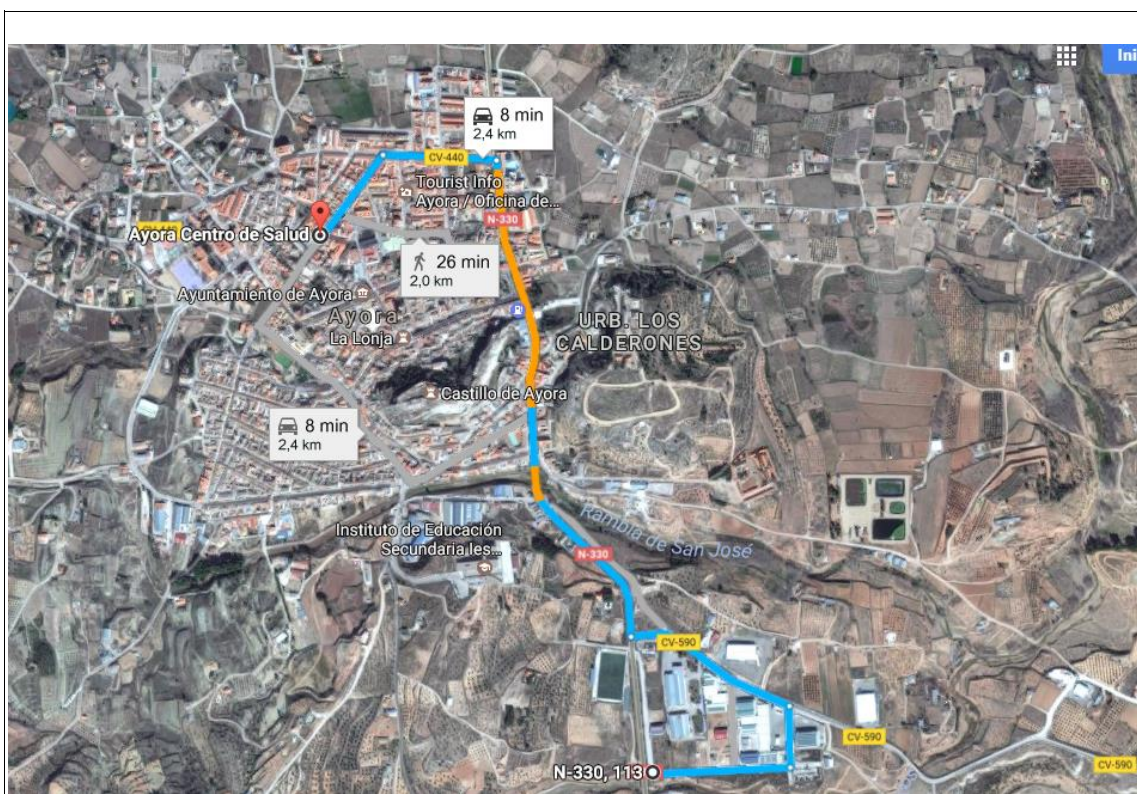 Ini
8 min
2,4 km
CV-440
Tourist Info
Ayora / Oficina de...
N-330
Ayora Centro de Salud
26 min
2,0 km
Ayuntamiento de Ayora
Ayora
La Lonja
URB. LOS
CALDERONES
Castillo de Ayora
8 min
2,4 km
Instituto de Educación
Secundaria Ies...
Rambla de San José
N-330
CV-590
CV-590
N-330, 113
CV-590